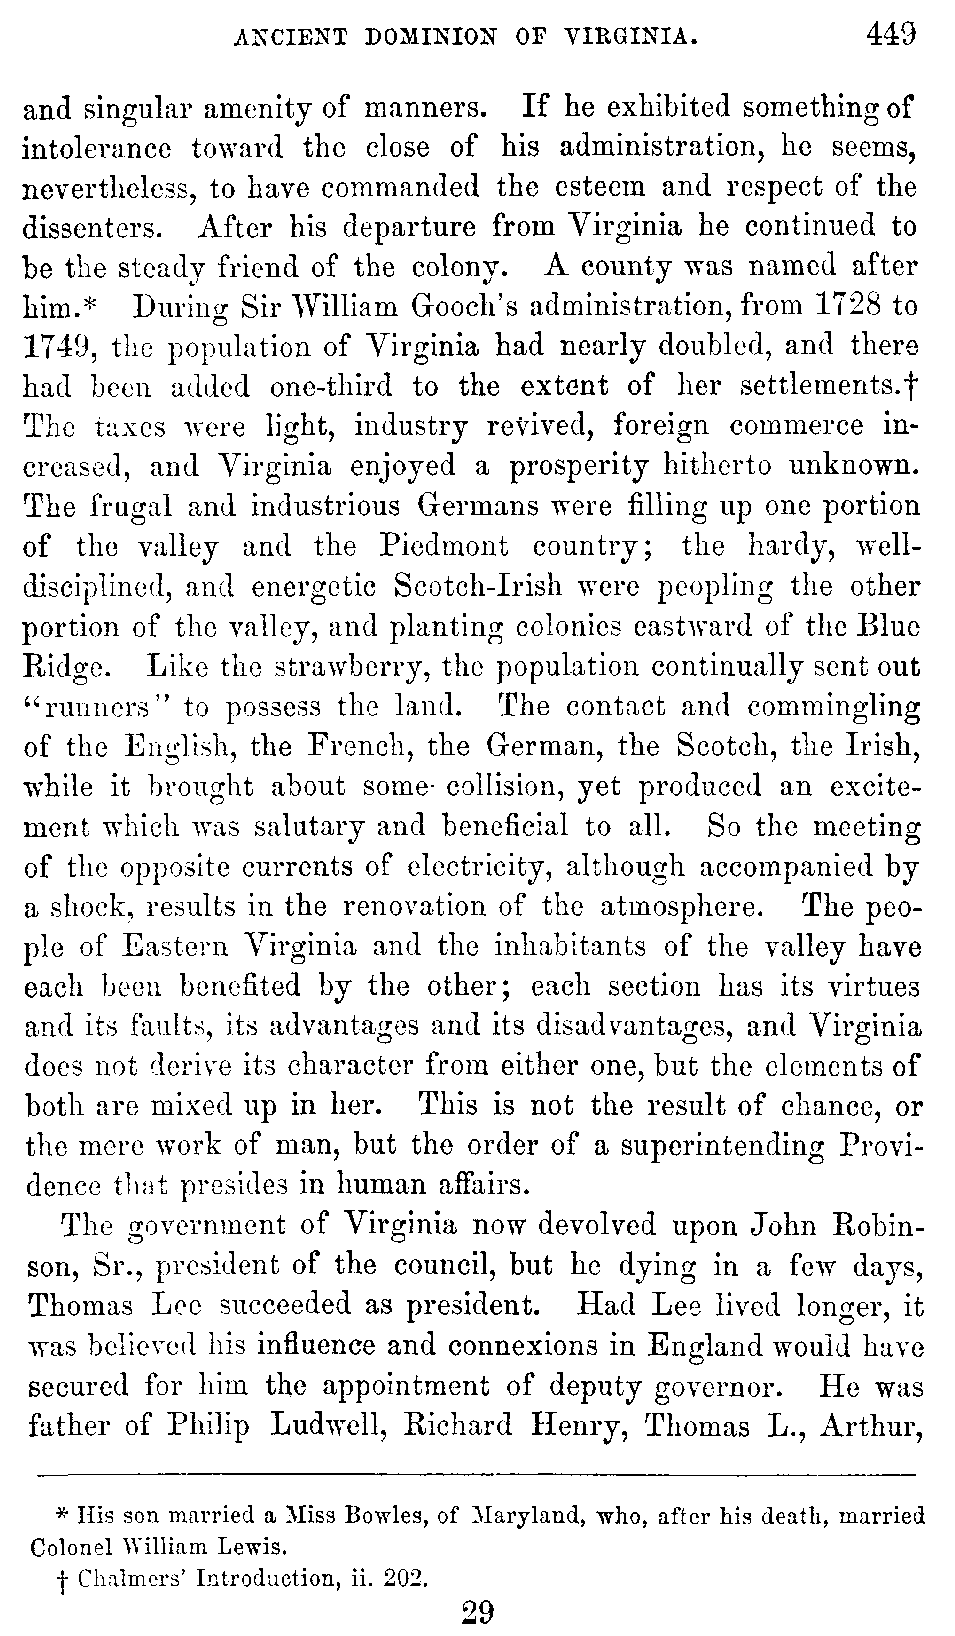 ANCIENT DOMINION OF VIRGINIA. 449
and singular amenity of manners. If he exhibited something of
intolerance toward the close of his administration, he seems,
nevertheless, to have commanded the esteem and respect of the
dissenters. After his departure from Virginia he continued to
be the steady friend of the colony. A county was named after
him.* During Sir William Gooch's administration, from 1728 to
1749, the population of Virginia had nearly doubled, and there
had been added one-third to the extent of her settlements.†
The taxes were light, industry revived, foreign commerce in-
creased, and Virginia enjoyed a prosperity hitherto unknown.
The frugal and industrious Germans were filling up one portion
of the valley and the Piedmont country; the hardy, well-
disciplined, and energetic Scotch-Irish were peopling the other
portion of the valley, and planting colonies eastward of the Blue
Ridge. Like the strawberry, the population continually sent out
"runners" to possess the land. The contact and commingling
of the English, the French, the German, the Scotch, the Irish,
while it brought about some collision, yet produced an excite-
ment which was salutary and beneficial to all. So the meeting
of the opposite currents of electricity, although accompanied by
a shock, results in the renovation of the atmosphere. The peo-
ple of Eastern Virginia and the inhabitants of the valley have
each been benefited by the other; each section has its virtues
and its faults, its advantages and its disadvantages, and Virginia
does not derive its character from either one, but the elements of
both are mixed up in her. This is not the result of chance, or
the mere work of man, but the order of a superintending Provi-
dence that presides in human affairs.
The government of Virginia now devolved upon John Robin-
son, Sr., president of the council, but he dying in a few days,
Thomas Lee succeeded as president. Had Lee lived longer, it
was believed his influence and connexions in England would have
secured for him the appointment of deputy governor. He was
father of Philip Ludwell, Richard Henry, Thomas L., Arthur,
* His son married a Miss Bowles, of Maryland, who, after his death, married
Colonel William Lewis.
† Chalmers' Introduction, ii. 202.
29